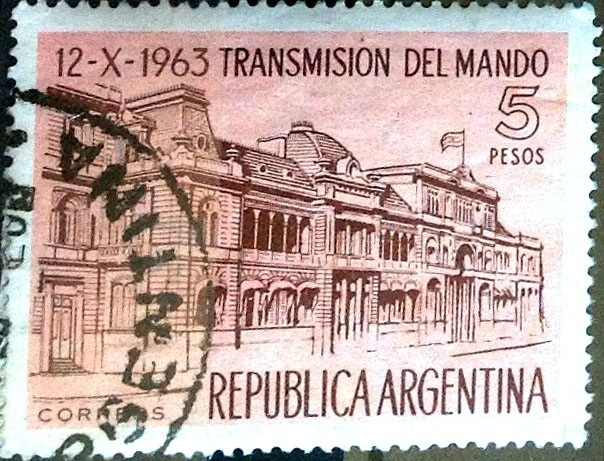 12-X-1963 TRANSMISION DEL MANDO
5
PESOS
REPUBLICA ARGENTINA
CORREOS